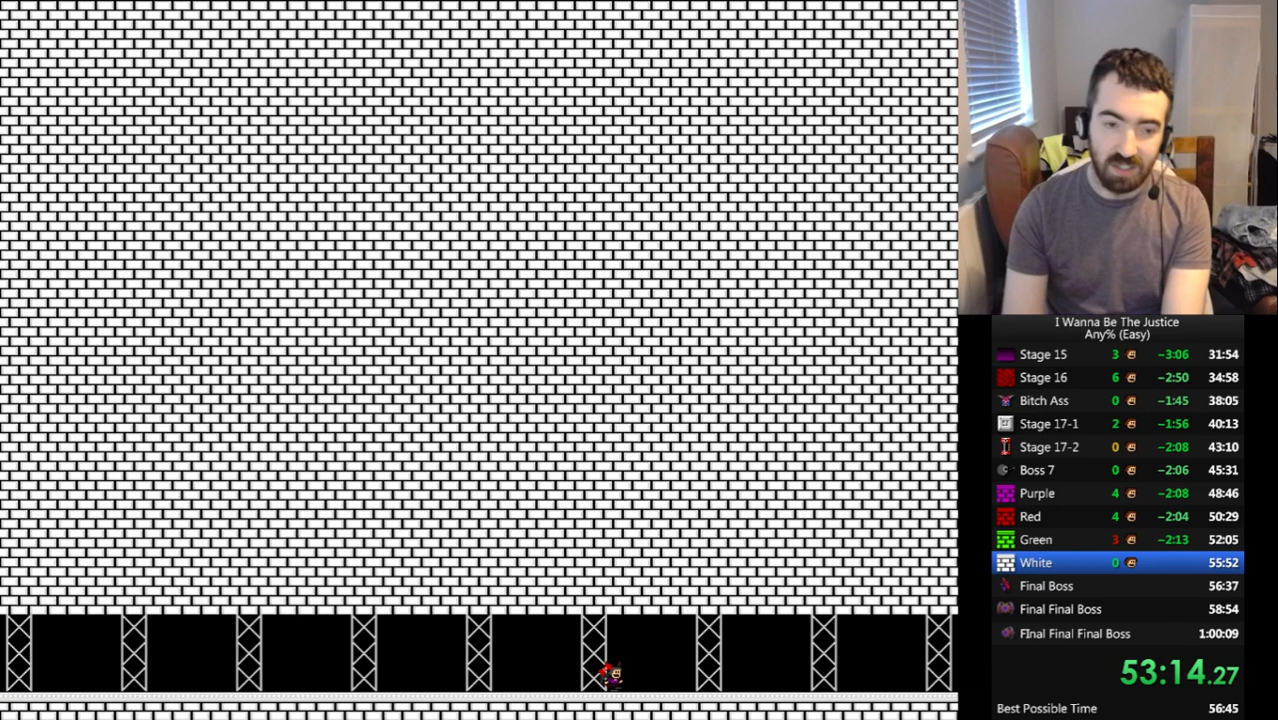 I Wanna Be The Justice
Any% (Easy)
Stage 15 3 −3:06 31:54
Stage 16 6 −2:50 34:58
Bitch Ass 0 −1:45 38:05
Stage 17-1 2 −1:56 40:13
Stage 17-2 0 −2:08 43:10
Boss 7 0 −2:06 45:31
Purple 4 −2:08 48:46
Red 4 −2:04 50:29
Green 3 −2:13 52:05
White 0 55:52
Final Boss 56:37
Final Final Boss 58:54
FInal Final Final Boss 1:00:09
53:14.27
Best Possible Time 56:45